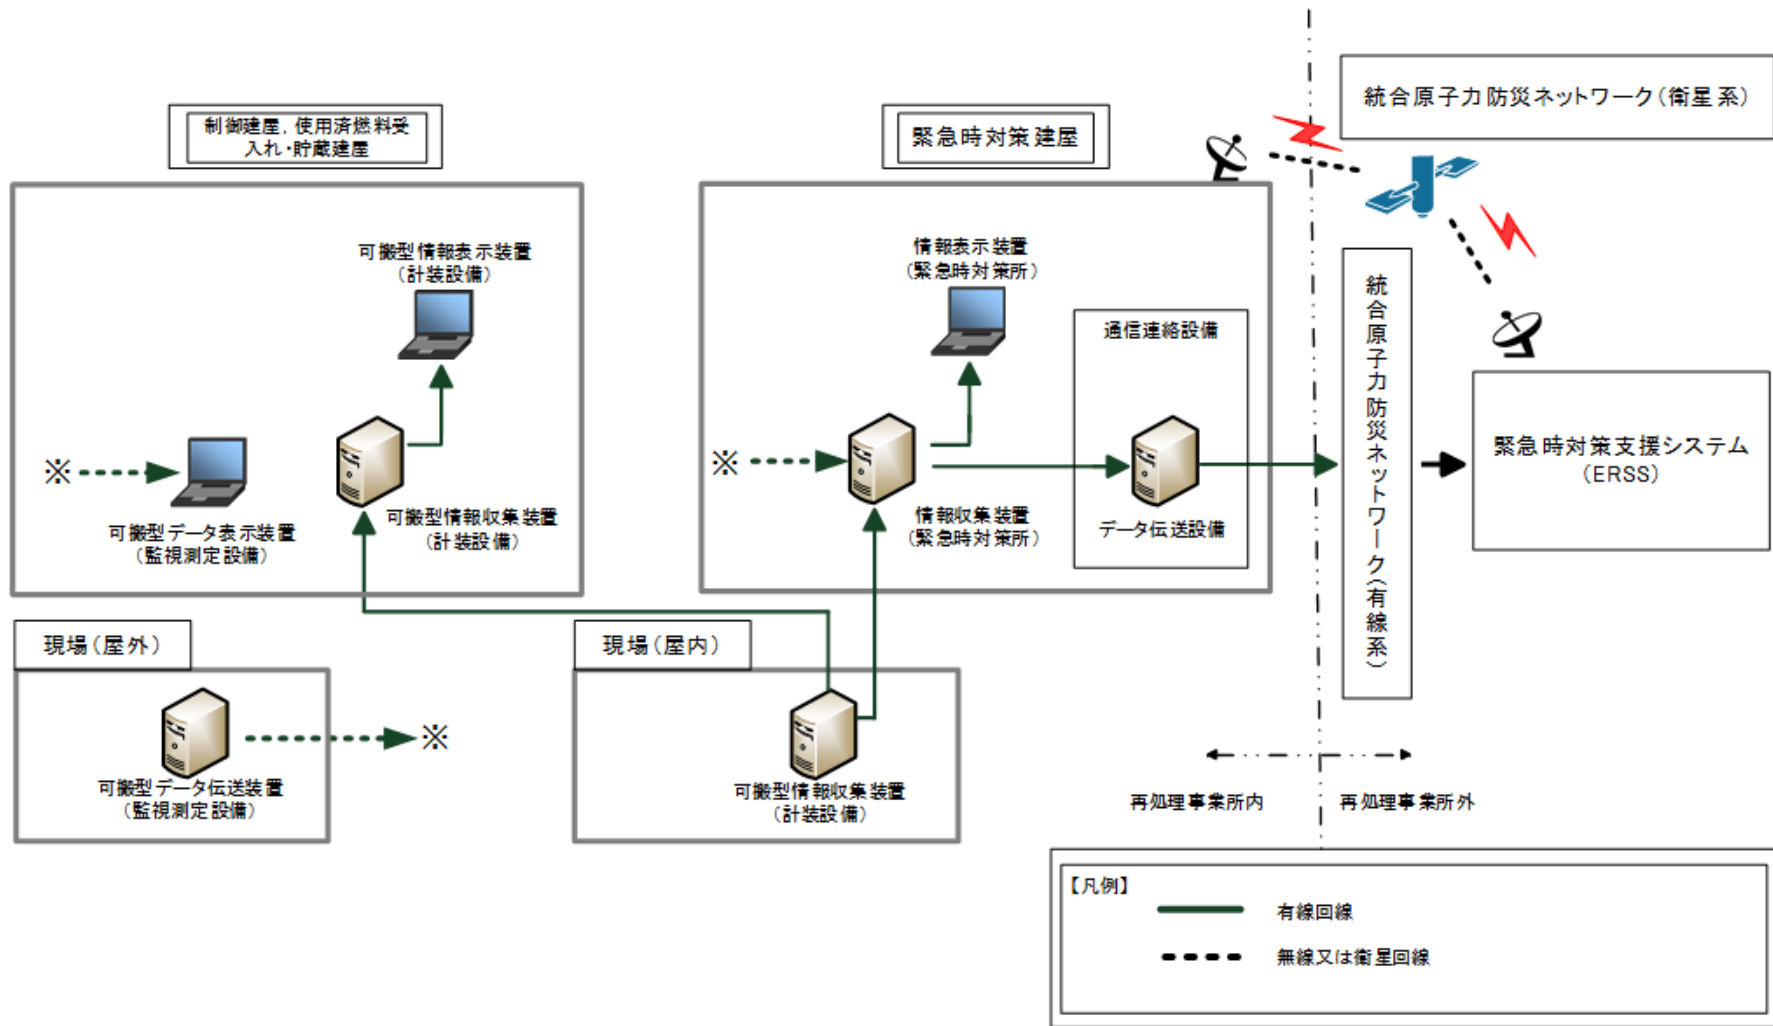 統合原子力防災ネットワーク(衛星系)
制御建屋, 使用済燃料受
入れ・貯蔵建屋
緊急時対策建屋
可搬型情報表示装置
(計装設備)
※
可搬型データ表示装置
(監視測定設備)
可搬型情報収集装置
(計装設備)
情報表示装置
(緊急時対策所)
※
情報収集装置
(緊急時対策所)
通信連絡設備
データ伝送設備
統合原子力防災ネットワーク(有線系)
緊急時対策支援システム
(ERSS)
現場(屋外)
可搬型データ伝送装置
(監視測定設備)
※
現場(屋内)
可搬型情報収集装置
(計装設備)
再処理事業所内
再処理事業所外
【凡例】
有線回線
無線又は衛星回線